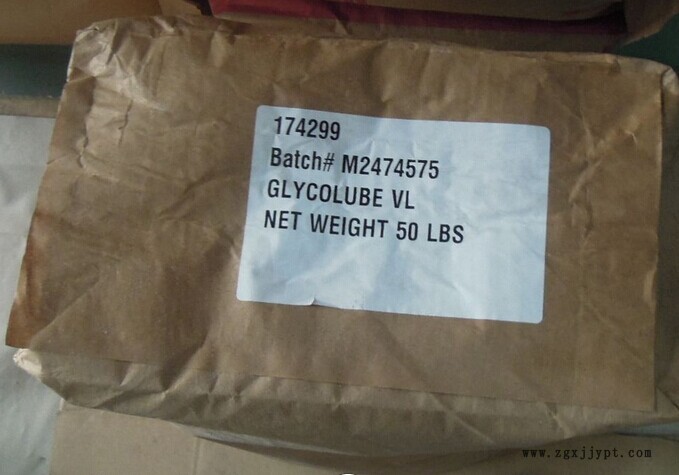 174299
Batch# M2474575
GLYCOLUBE VL
NET WEIGHT 50 LBS
www.zgxjjypt.com